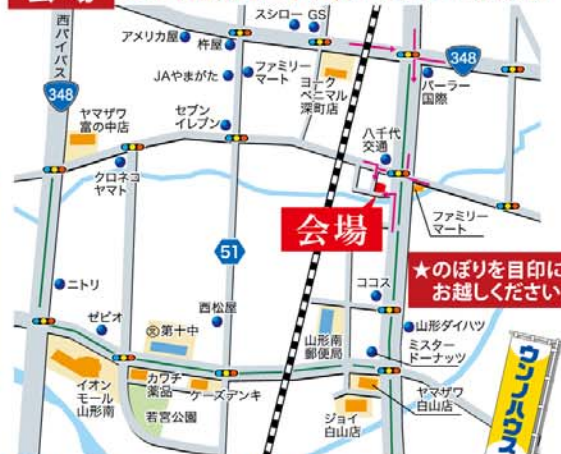 スシロー GS
アメリカ屋
杵屋
西バイパス
348
348
JAやまがた
ファミリー
マート
ヨーク
ベニマル
深町店
パーラー
国際
ヤマザワ
富の中店
セブン
イレブン
八千代
交通
クロネコ
ヤマト
会場
ファミリー
マート
51
★のぼりを目印に
お越しください
ニトリ
ココス
ゼビオ
第十中
西松屋
山形南
郵便局
山形ダイハツ
ミスター
ドーナッツ
イオン
モール
山形南
カワチ
薬品
ケーズデンキ
若宮公園
ヤマザワ
白山店
ジョイ
白山店
ウンノハウス